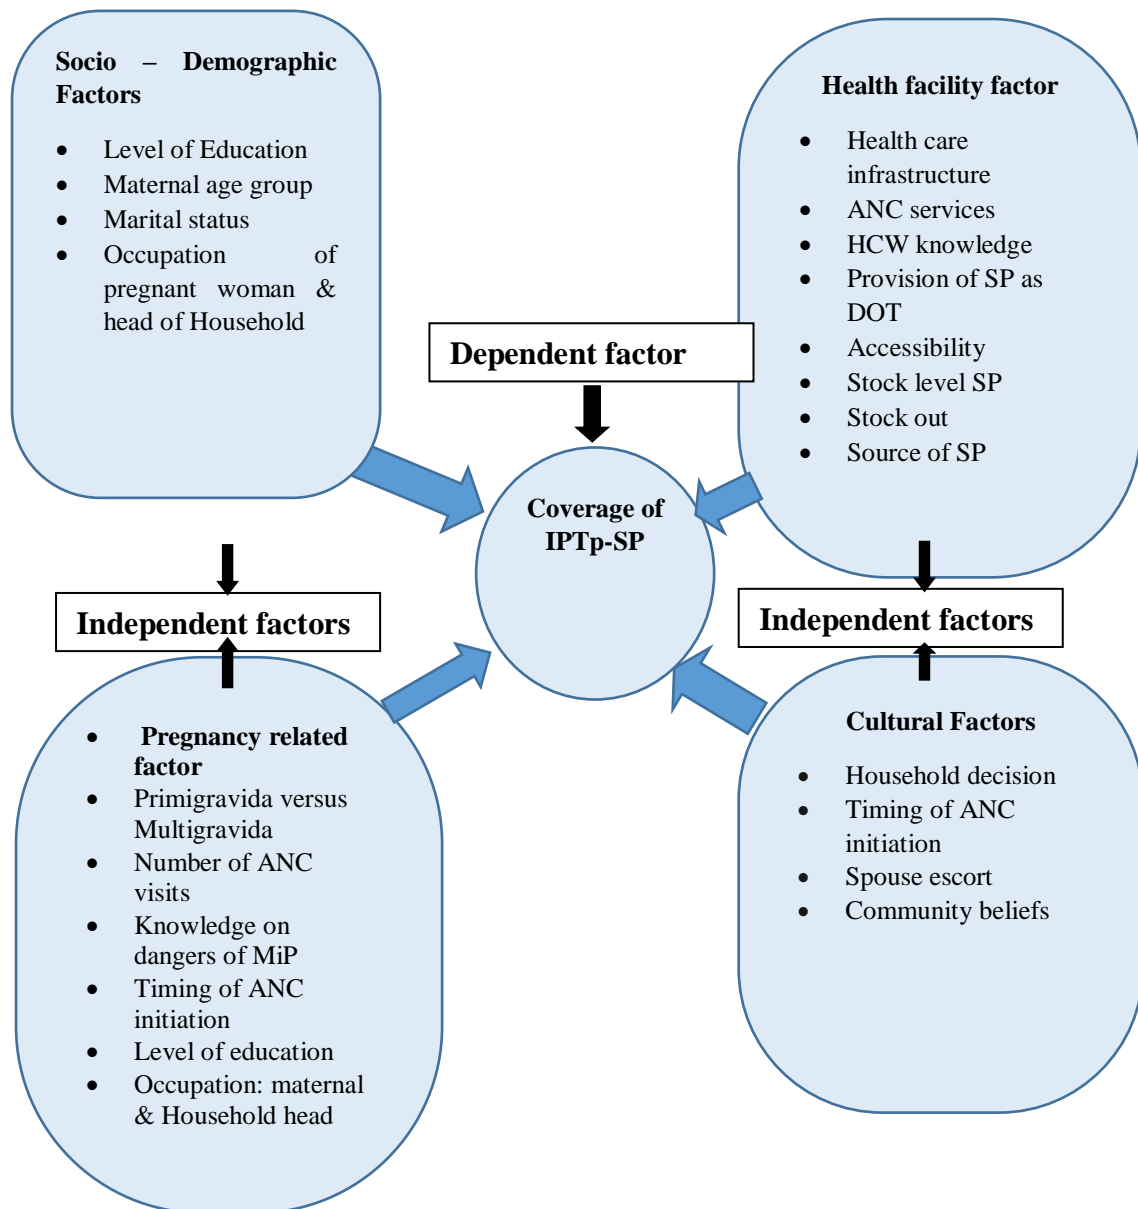 Socio – Demographic
Factors
• Level of Education
• Maternal age group
• Marital status
• Occupation of
pregnant woman &
head of Household
Health facility factor
• Health care
infrastructure
• ANC services
• HCW knowledge
• Provision of SP as
DOT
• Accessibility
• Stock level SP
• Stock out
• Source of SP
Dependent factor
Coverage of
IPTp-SP
Independent factors
Independent factors
• Pregnancy related
factor
• Primigravida versus
Multigravida
• Number of ANC
visits
• Knowledge on
dangers of MiP
• Timing of ANC
initiation
• Level of education
• Occupation: maternal
& Household head
Cultural Factors
• Household decision
• Timing of ANC
initiation
• Spouse escort
• Community beliefs